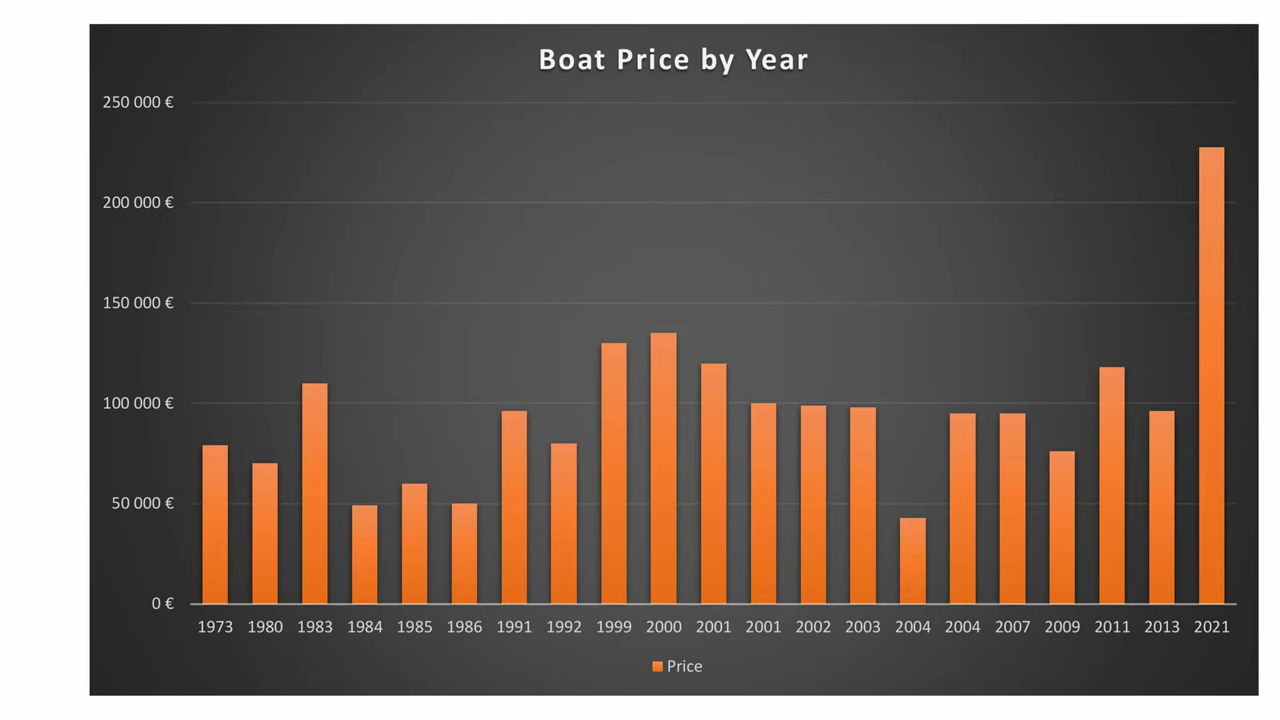 Boat Price by Year
250 000 €
200 000 €
150 000 €
100 000 €
50 000 €
0 €
1973 1980 1983 1984 1985 1986 1991 1992 1999 2000 2001 2001 2002 2003 2004 2004 2007 2009 2011 2013 2021
Price